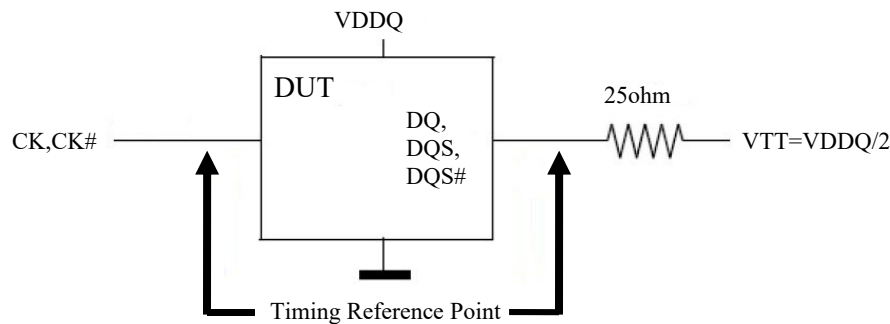 VDDQ
DUT
25ohm
DQ,
CK,CK#
VTT=VDDQ/2
DQS,
DQS#
Timing Reference Point